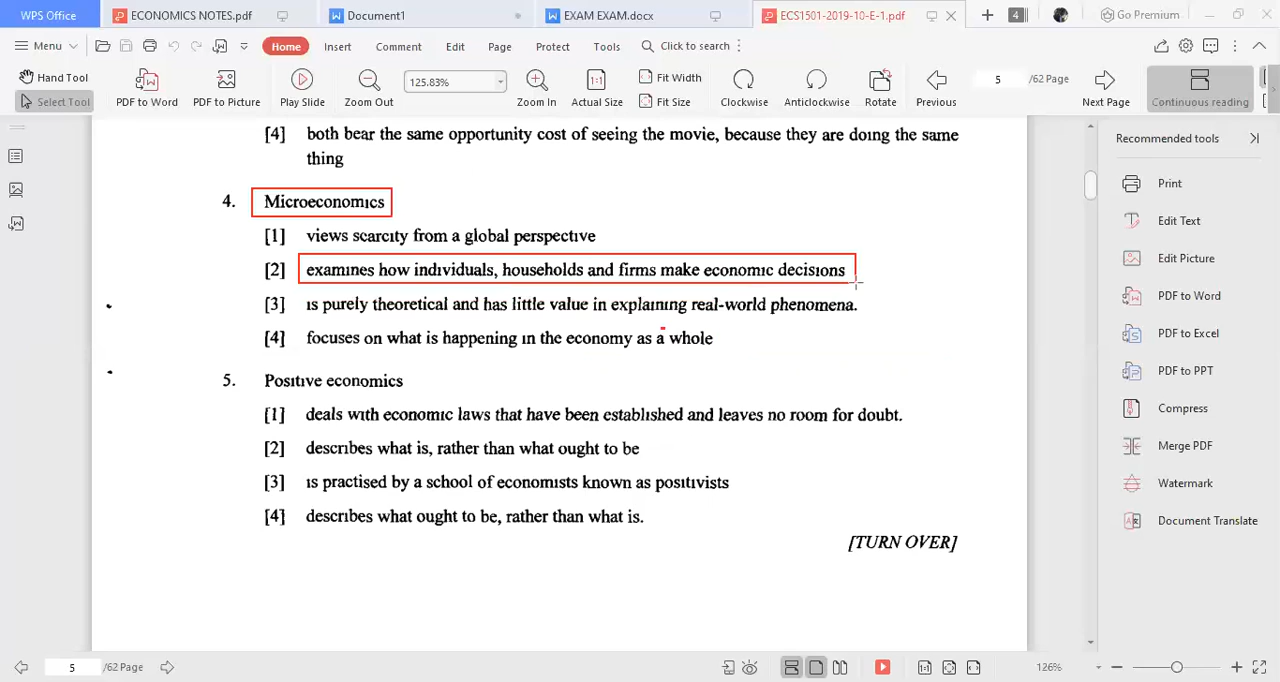 WPS Office ECONOMICS NOTES.pdf Document1 EXAM EXAM.docx ECS1501-2019-10-E-1.pdf 4 Go Premium
Menu Home Insert Comment Edit Page Protect Tools Click to search
Hand Tool Select Tool PDF to Word PDF to Picture Play Slide Zoom Out 125.83% Zoom In Actual Size Fit Width Fit Size Clockwise Anticlockwise Rotate Previous 5 /62 Page Next Page Continuous reading
[4] both bear the same opportunity cost of seeing the movie, because they are doing the same
thing
4. Microeconomics
[1] views scarcity from a global perspective
[2] examines how individuals, households and firms make economic decisions
[3] is purely theoretical and has little value in explaining real-world phenomena.
[4] focuses on what is happening in the economy as a whole
5. Positive economics
[1] deals with economic laws that have been established and leaves no room for doubt.
[2] describes what is, rather than what ought to be
[3] is practised by a school of economists known as positivists
[4] describes what ought to be, rather than what is.
[TURN OVER]
Recommended tools
Print
Edit Text
Edit Picture
PDF to Word
PDF to Excel
PDF to PPT
Compress
Merge PDF
Watermark
Document Translate
5 /62 Page 126%